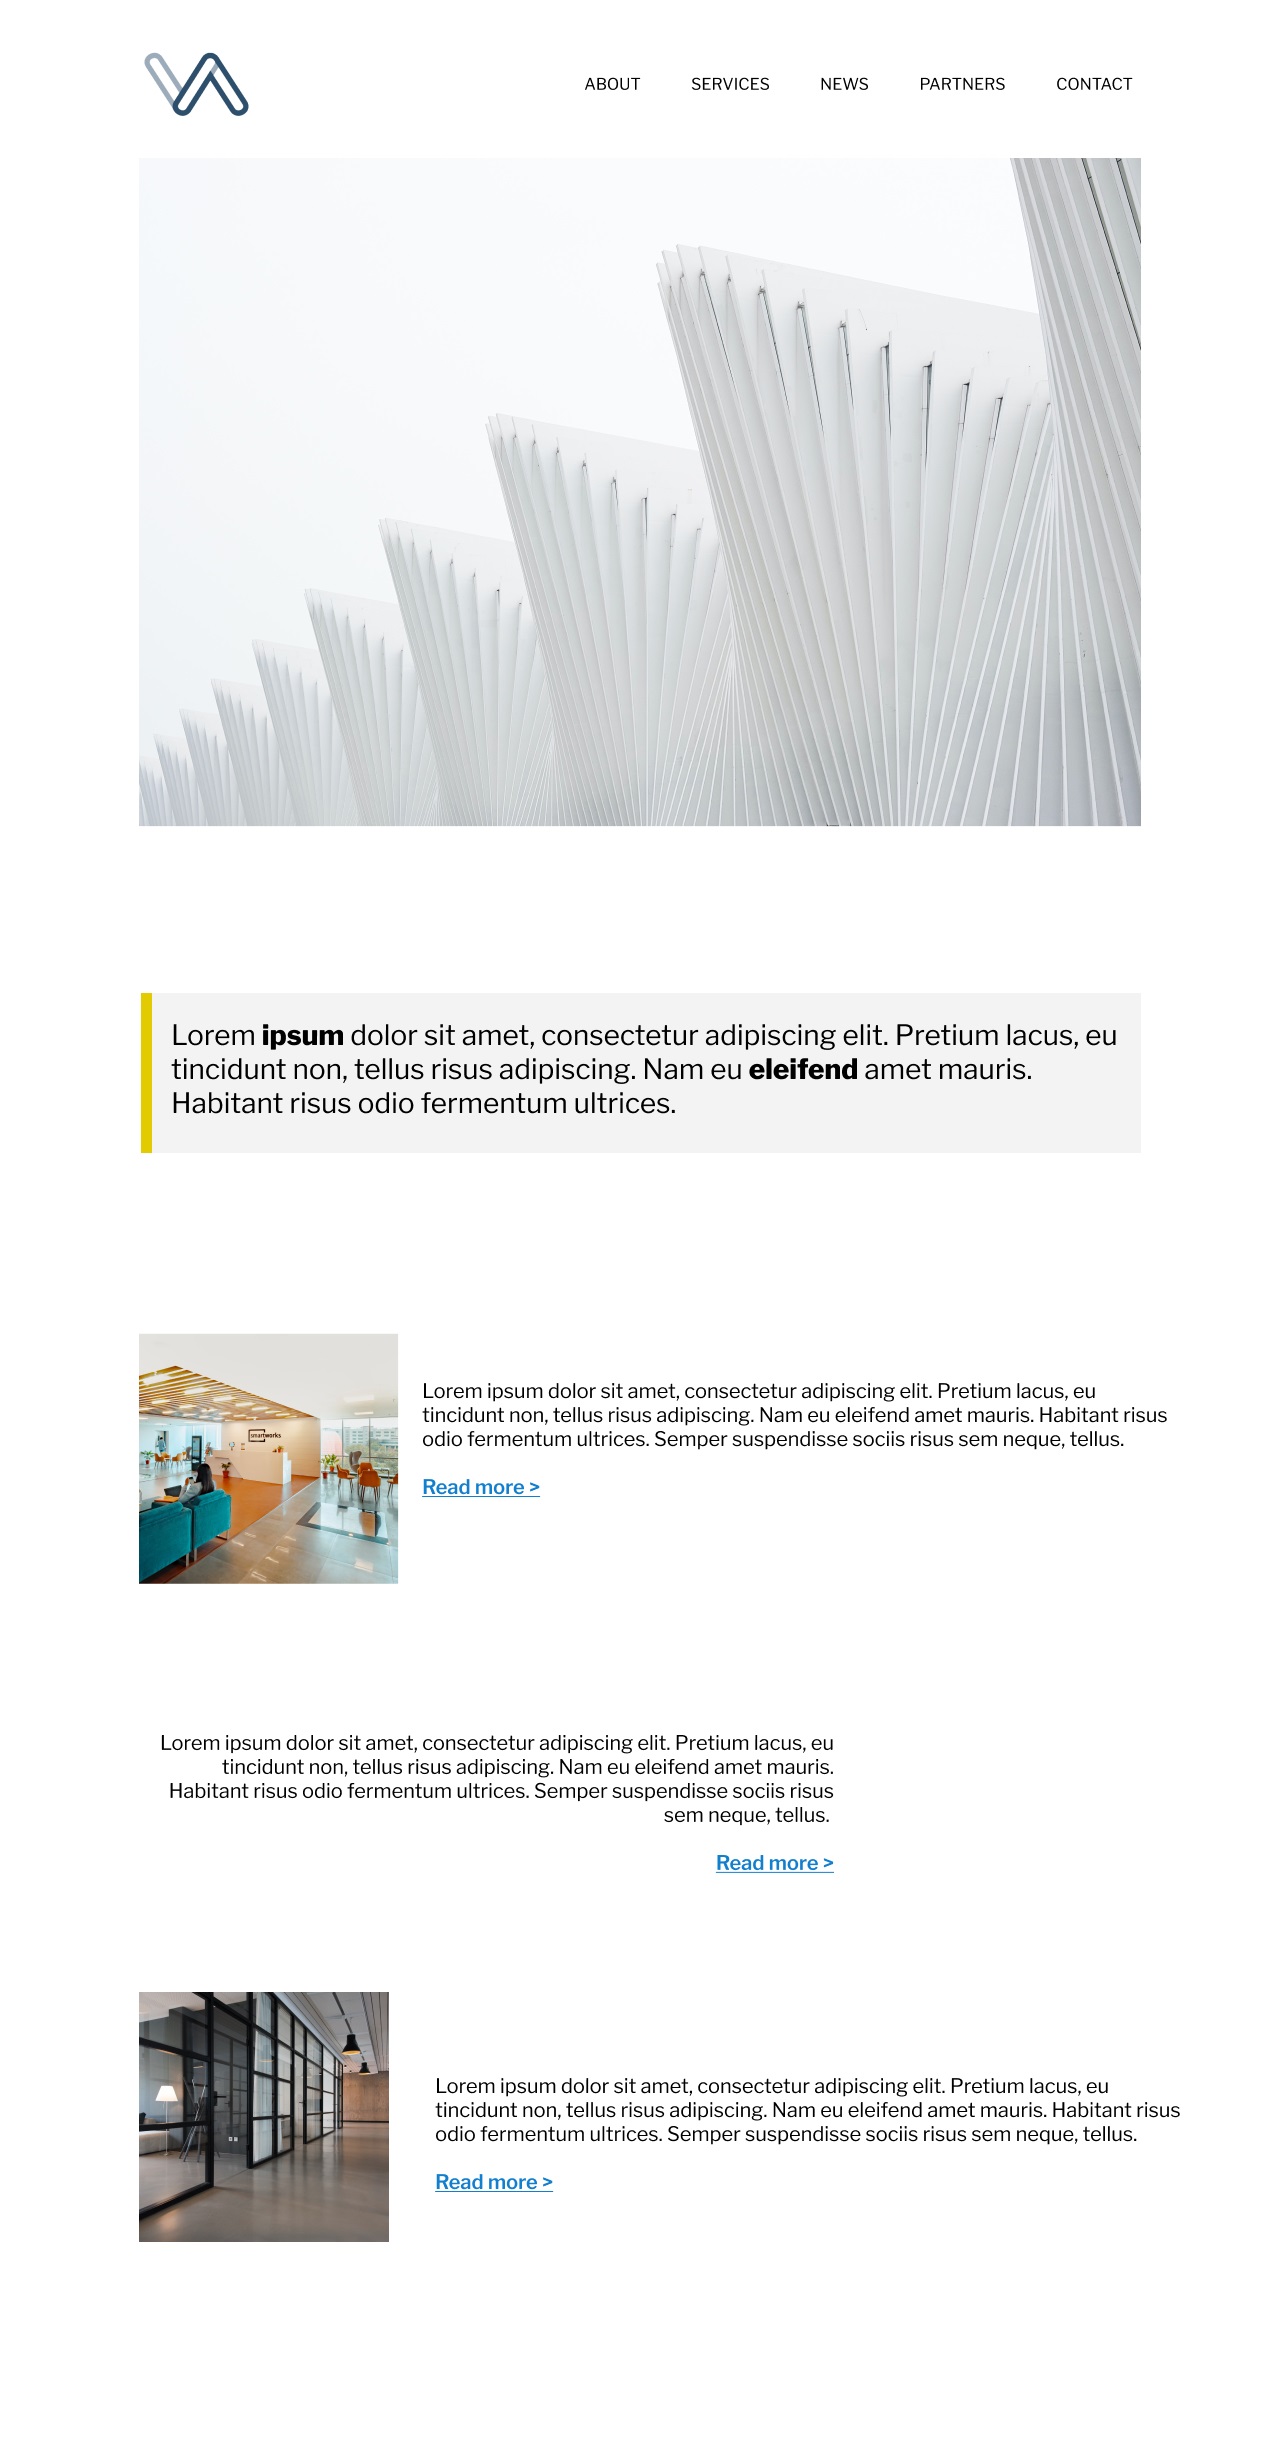 ABOUT SERVICES NEWS PARTNERS CONTACT
Lorem ipsum dolor sit amet, consectetur adipiscing elit. Pretium lacus, eu
tincidunt non, tellus risus adipiscing. Nam eu eleifend amet mauris.
Habitant risus odio fermentum ultrices.
smartworks
Lorem ipsum dolor sit amet, consectetur adipiscing elit. Pretium lacus, eu
tincidunt non, tellus risus adipiscing. Nam eu eleifend amet mauris. Habitant risus
odio fermentum ultrices. Semper suspendisse sociis risus sem neque, tellus.
Read more >
Lorem ipsum dolor sit amet, consectetur adipiscing elit. Pretium lacus, eu
tincidunt non, tellus risus adipiscing. Nam eu eleifend amet mauris.
Habitant risus odio fermentum ultrices. Semper suspendisse sociis risus
sem neque, tellus.
Read more >
Lorem ipsum dolor sit amet, consectetur adipiscing elit. Pretium lacus, eu
tincidunt non, tellus risus adipiscing. Nam eu eleifend amet mauris. Habitant risus
odio fermentum ultrices. Semper suspendisse sociis risus sem neque, tellus.
Read more >